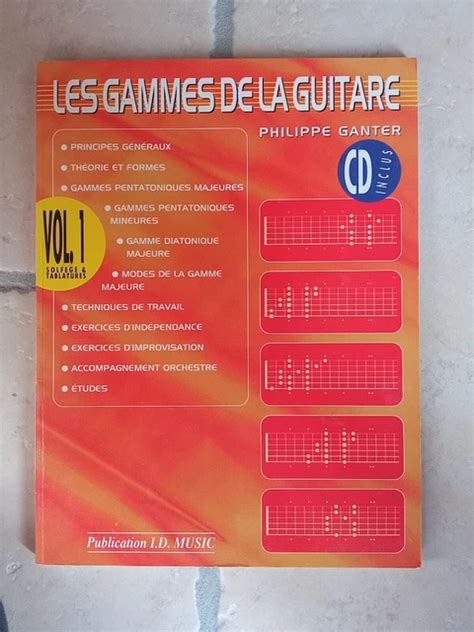 LES GAMMES DE LA GUITARE
PHILIPPE GANTER
CD
INCLUS
• PRINCIPES GÉNÉRAUX
• THÉORIE ET FORMES
• GAMMES PENTATONIQUES MAJEURES
• GAMMES PENTATONIQUES
MINEURES
• GAMME DIATONIQUE
MAJEURE
• MODES DE LA GAMME
MAJEURE
• TECHNIQUES DE TRAVAIL
• EXERCICES D'INDÉPENDANCE
• EXERCICES D'IMPROVISATION
• ACCOMPAGNEMENT ORCHESTRE
• ÉTUDES
VOL. 1
SOLFEGE &
TABLATURES
Publication I.D. MUSIC